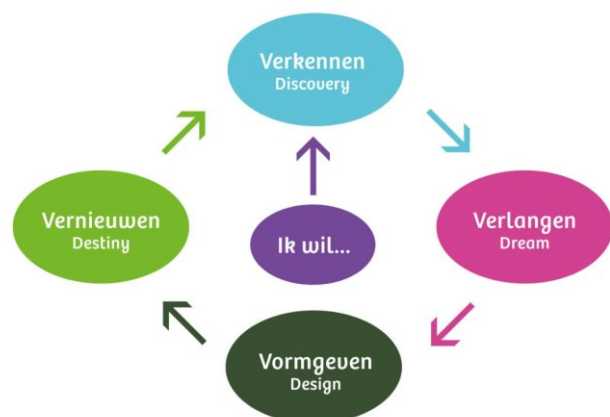 Verkennen
Discovery
Vernieuwen
Destiny
Ik wil...
Verlangen
Dream
Vormgeven
Design